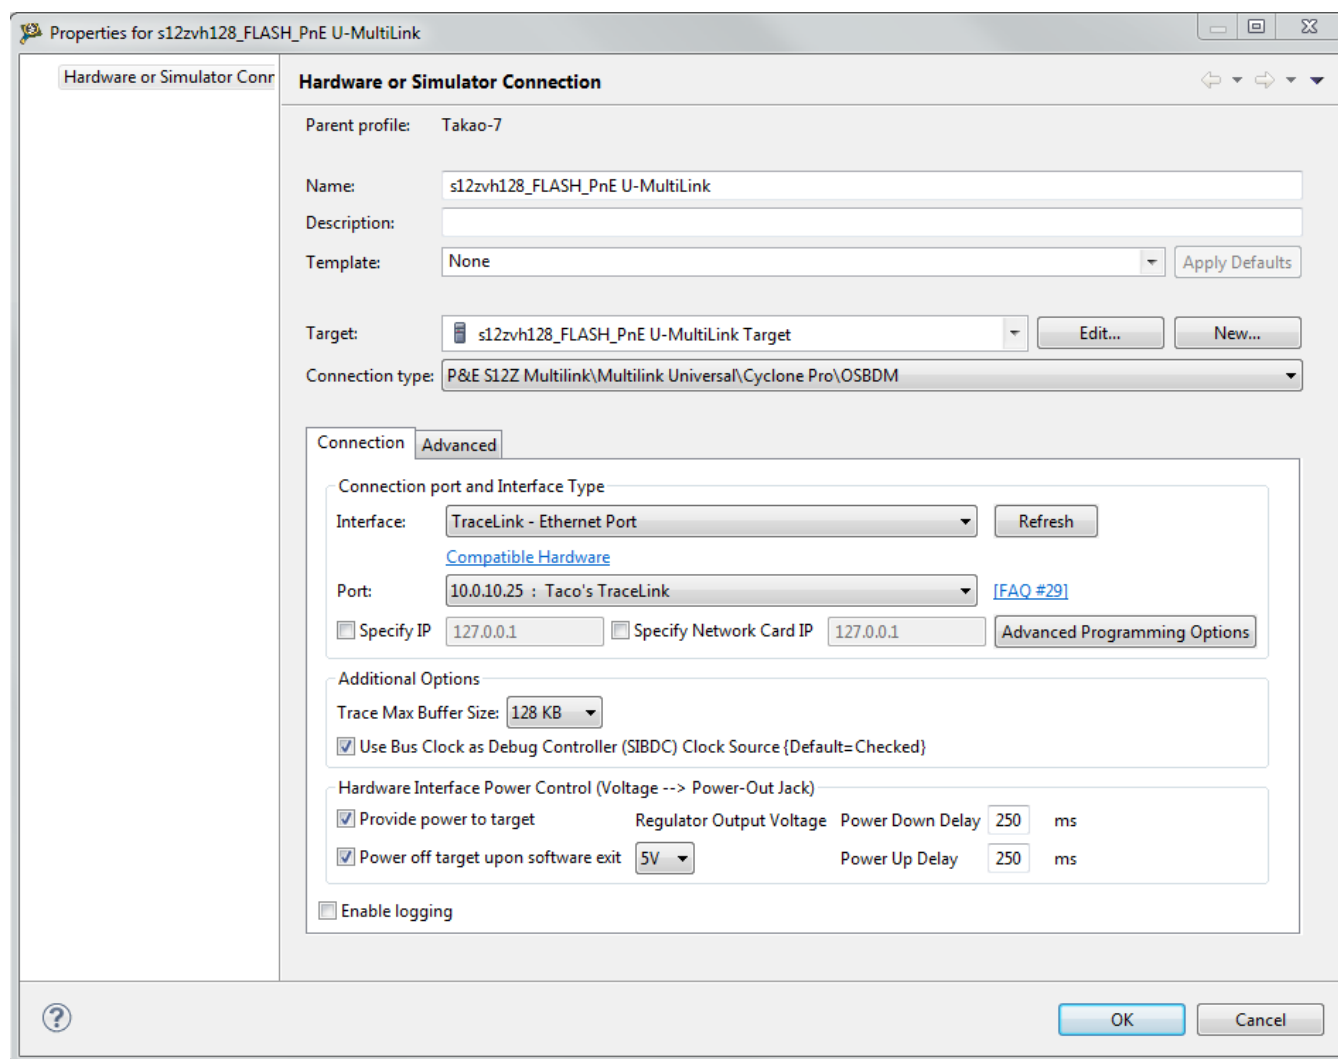 Properties for s12zvh128_FLASH_PnE U-MultiLink
Hardware or Simulator Conn
Hardware or Simulator Connection
Parent profile: Takao-7
Name: s12zvh128_FLASH_PnE U-MultiLink
Description:
Template: None Apply Defaults
Target: s12zvh128_FLASH_PnE U-MultiLink Target Edit... New...
Connection type: P&E S12Z Multilink\Multilink Universal\Cyclone Pro\OSBDM
Connection Advanced
Connection port and Interface Type
Interface: TraceLink - Ethernet Port Refresh
Compatible Hardware
Port: 10.0.10.25 : Taco's TraceLink [FAQ #29]
Specify IP 127.0.0.1 Specify Network Card IP 127.0.0.1 Advanced Programming Options
Additional Options
Trace Max Buffer Size: 128 KB
Use Bus Clock as Debug Controller (SIBDC) Clock Source {Default=Checked}
Hardware Interface Power Control (Voltage --> Power-Out Jack)
Provide power to target Regulator Output Voltage Power Down Delay 250 ms
Power off target upon software exit 5V Power Up Delay 250 ms
Enable logging
? OK Cancel